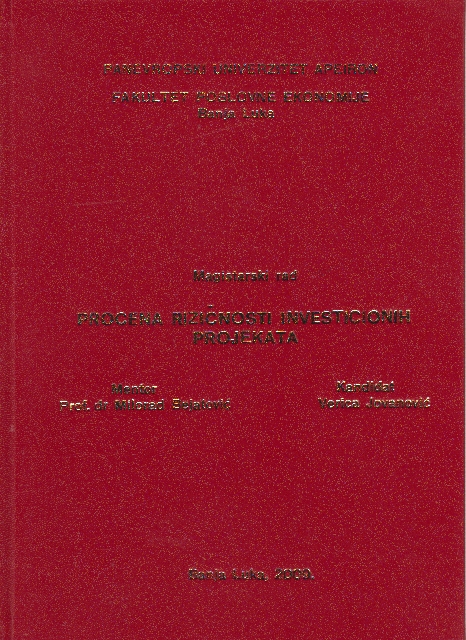 PANEVROPSKI UNIVERZITET APEIRON
FAKULTET POSLOVNE EKONOMIJE
Banja Luka
Magistarski rad
PROCENA RIZIČNOSTI INVESTICIONIH
PROJEKATA
Mentor
Prof. dr Milorad
Kandidat
Verica Jovanović
Banja Luka, 2009.